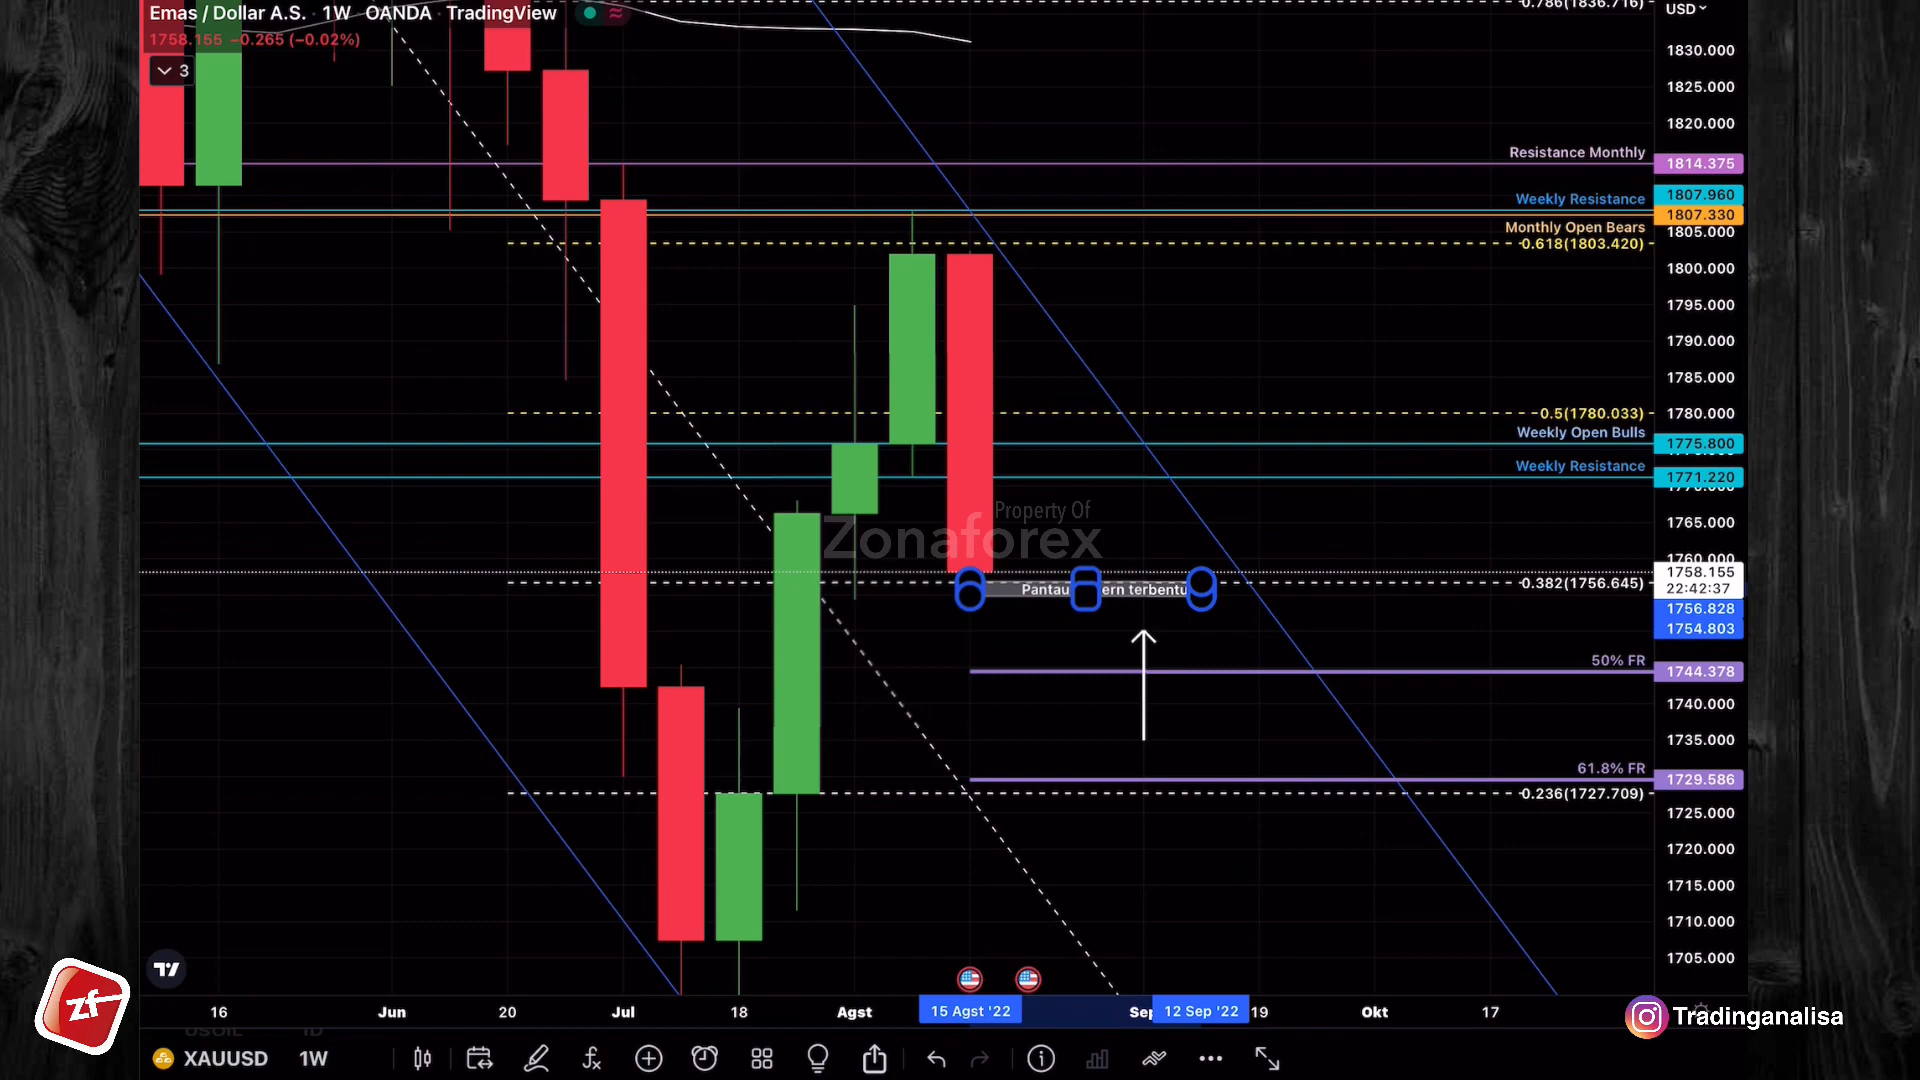 Emas / Dollar A.S. · 1W · OANDA · TradingView
1758.155 −0.265 (−0.02%)
3
USD
0.786(1836.716)
1830.000
1825.000
1820.000
Resistance Monthly 1814.375
Weekly Resistance 1807.960
1807.330
Monthly Open Bears 1805.000
0.618(1803.420)
1800.000
1795.000
1790.000
1785.000
0.5(1780.033) 1780.000
Weekly Open Bulls 1775.800
Weekly Resistance 1771.220
1765.000
Property Of
Zonaforex
1760.000
1758.155
22:42:37
0.382(1756.645)
Pantau ern terbentu
1756.828
1754.803
50% FR 1744.378
1740.000
1735.000
61.8% FR 1729.586
0.236(1727.709)
1725.000
1720.000
1715.000
1710.000
1705.000
16 Jun 20 Jul 18 Agst 15 Agst '22 Sep 12 Sep '22 19 Okt 17
USOIL 1D
XAUUSD 1W
zf
Tradinganalisa